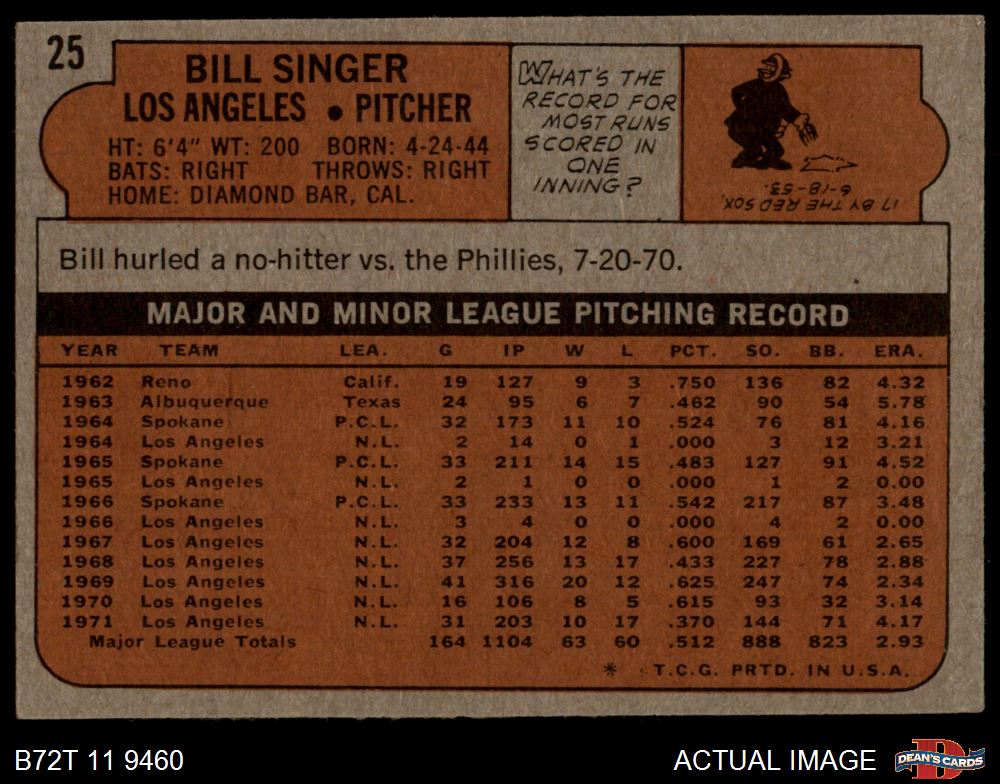 25
BILL SINGER
LOS ANGELES • PITCHER
HT: 6'4" WT: 200 BORN: 4-24-44
BATS: RIGHT THROWS: RIGHT
HOME: DIAMOND BAR, CAL.
WHAT'S THE
RECORD FOR
MOST RUNS
SCORED IN
ONE
INNING?
17 BY THE RED SOX,
6-18-53.
Bill hurled a no-hitter vs. the Phillies, 7-20-70.
MAJOR AND MINOR LEAGUE PITCHING RECORD
YEAR TEAM LEA. G IP W L PCT. SO. BB. ERA.
1962 Reno Calif. 19 127 9 3 .750 136 82 4.32
1963 Albuquerque Texas 24 95 6 7 .462 90 54 5.78
1964 Spokane P.C.L. 32 173 11 10 .524 76 81 4.16
1964 Los Angeles N.L. 2 14 0 1 .000 3 12 3.21
1965 Spokane P.C.L. 33 211 14 15 .483 127 91 4.52
1965 Los Angeles N.L. 2 1 0 0 .000 1 2 0.00
1966 Spokane P.C.L. 33 233 13 11 .542 217 87 3.48
1966 Los Angeles N.L. 3 4 0 0 .000 4 2 0.00
1967 Los Angeles N.L. 32 204 12 8 .600 169 61 2.65
1968 Los Angeles N.L. 37 256 13 17 .433 227 78 2.88
1969 Los Angeles N.L. 41 316 20 12 .625 247 74 2.34
1970 Los Angeles N.L. 16 106 8 5 .615 93 32 3.14
1971 Los Angeles N.L. 31 203 10 17 .370 144 71 4.17
Major League Totals 164 1104 63 60 .512 888 823 2.93
* T.C.G. PRTD. IN U.S.A.
B72T 11 9460
ACTUAL IMAGE
DEAN'S CARDS